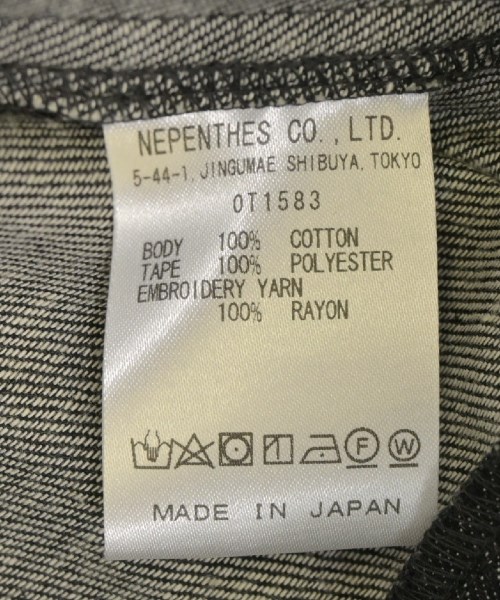 NEPENTHES CO., LTD.
5-44-1, JINGUMAE SHIBUYA, TOKYO
OT1583
BODY 100% COTTON
TAPE 100% POLYESTER
EMBROIDERY YARN
100% RAYON
F W
MADE IN JAPAN